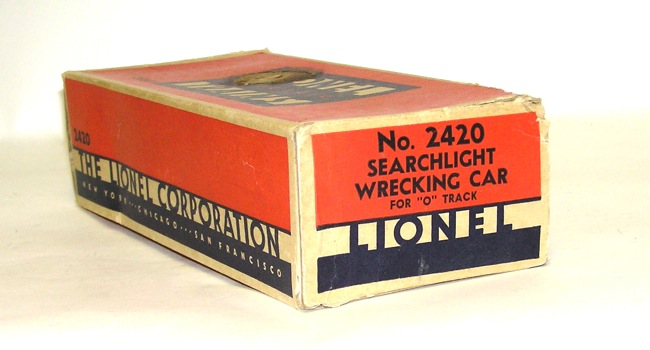 No. 2420
SEARCHLIGHT
WRECKING CAR
FOR "O" TRACK
LIONEL
2420
THE LIONEL CORPORATION
NEW YORK··CHICAGO···SAN FRANCISCO